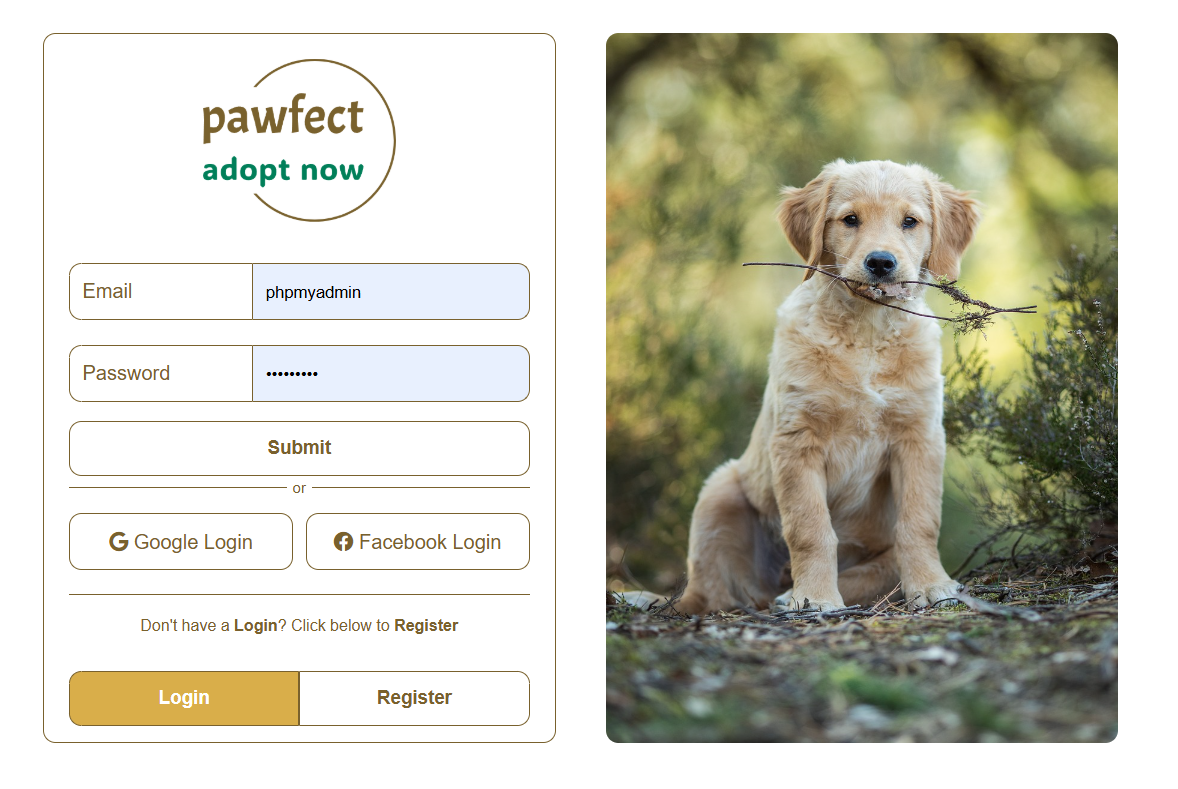 pawfect
adopt now
Email
phpmyadmin
Password
•••••••••
Submit
or
Google Login
Facebook Login
Don't have a Login? Click below to Register
Login
Register